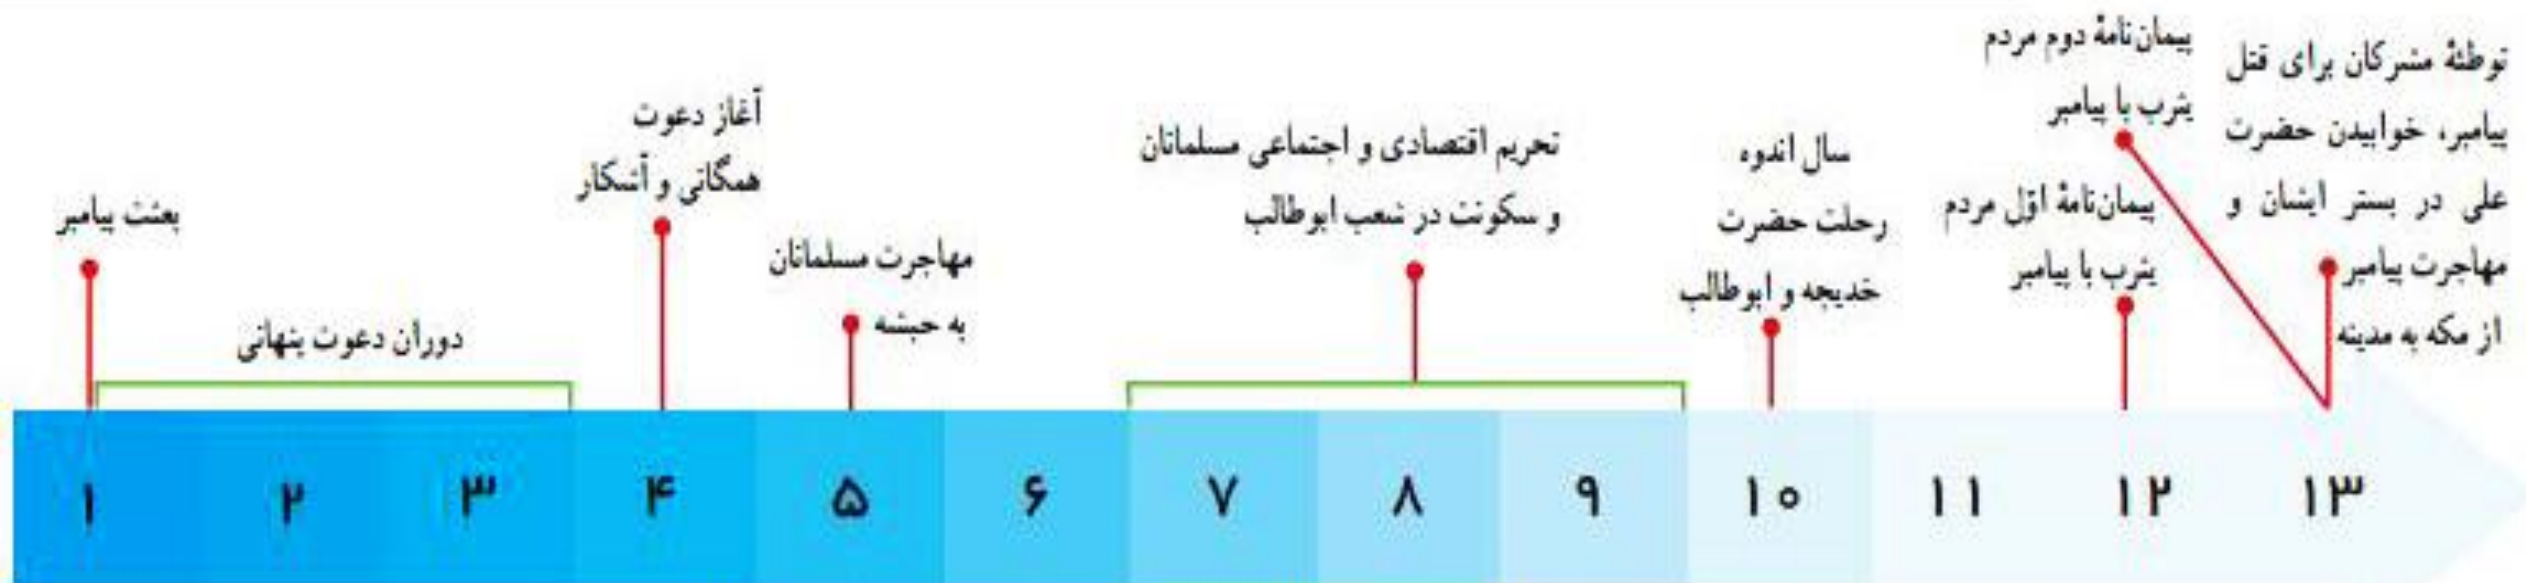 بعثت پیامبر
دوران دعوت پنهانی
آغاز دعوت
همگانی و آشکار
مهاجرت مسلمانان
به حبشه
تحریم اقتصادی و اجتماعی مسلمانان
و سکونت در شعب ابوطالب
سال اندوه
رحلت حضرت
خدیجه و ابوطالب
پیمان‌نامهٔ اوّل مردم
یثرب با پیامبر
پیمان‌نامهٔ دوم مردم
یثرب با پیامبر
توطئهٔ مشرکان برای قتل
پیامبر، خوابیدن حضرت
علی در بستر ایشان و
مهاجرت پیامبر
از مکه به مدینه
۱ ۲ ۳ ۴ ۵ ۶ ۷ ۸ ۹ ۱۰ ۱۱ ۱۲ ۱۳